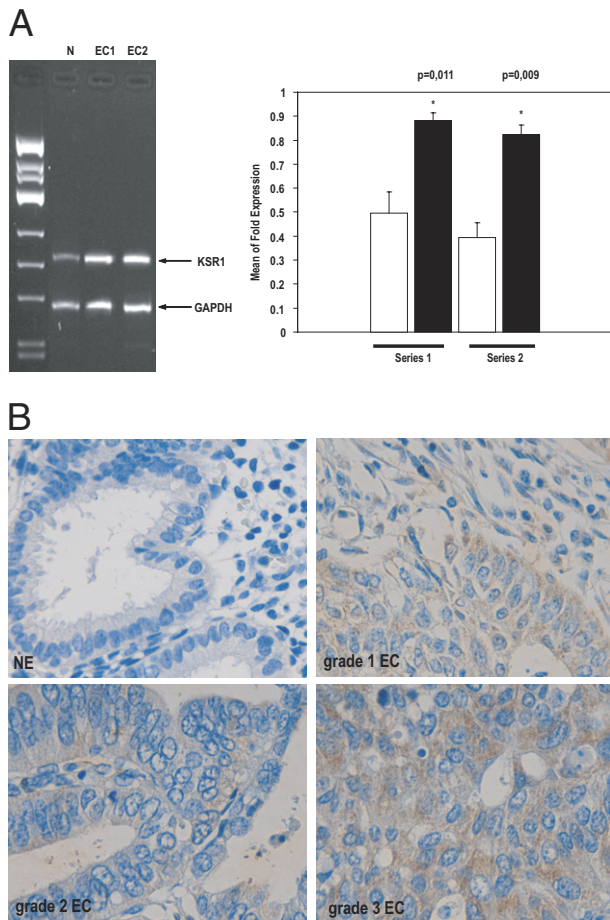 A
N EC1 EC2
KSR1
GAPDH
p=0,011 p=0,009
Mean of Fold Expression
1
0.9
0.8
0.7
0.6
0.5
0.4
0.3
0.2
0.1
0
* *
Series 1 Series 2
B
NE
grade 1 EC
grade 2 EC
grade 3 EC